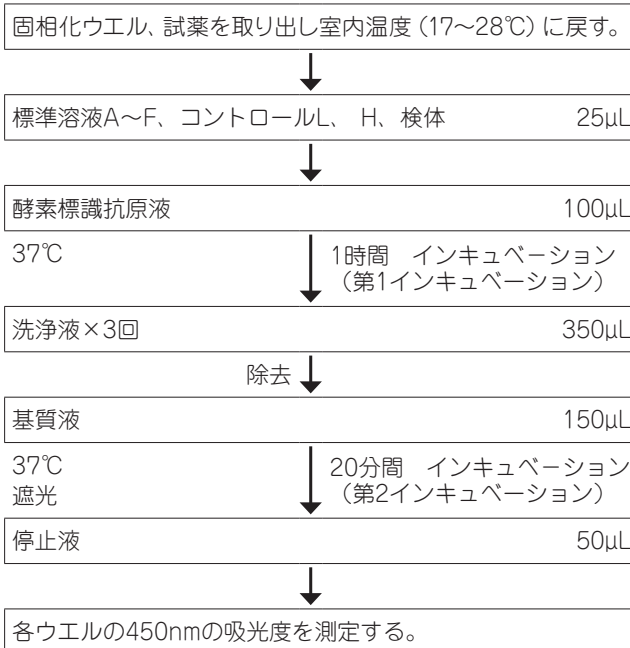 固相化ウエル、試薬を取り出し室内温度（17～28℃）に戻す。
標準溶液A～F、コントロールL、 H、検体 25μL
酵素標識抗原液 100μL
37℃ 1時間　インキュベーション
（第1インキュベーション）
洗浄液×3回 350μL
除去
基質液 150μL
37℃ 20分間　インキュベーション
遮光 （第2インキュベーション）
停止液 50μL
各ウエルの450nmの吸光度を測定する。